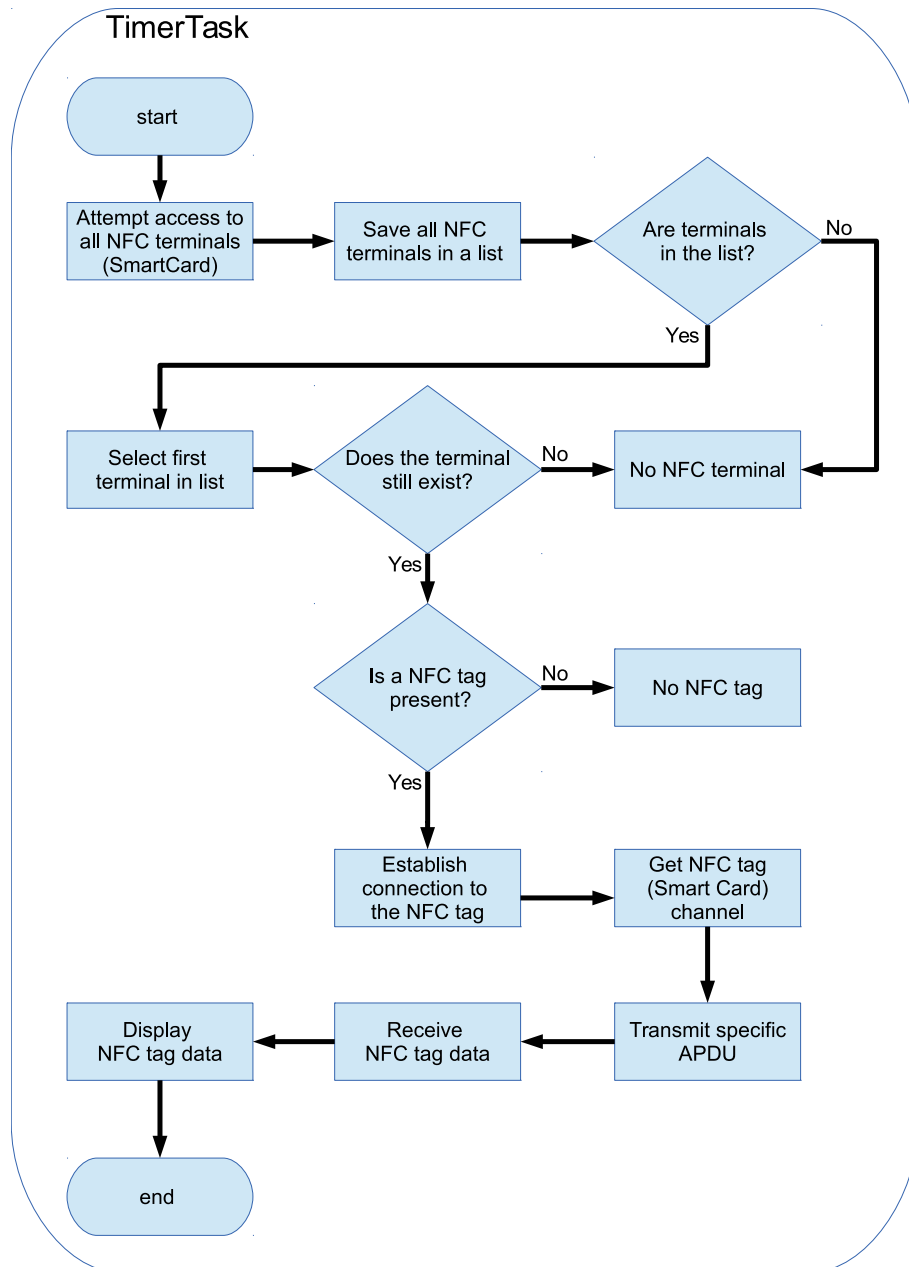 TimerTask
start
Attempt access to
all NFC terminals
(SmartCard)
Save all NFC
terminals in a list
Are terminals
in the list?
No
Yes
Select first
terminal in list
Does the terminal
still exist?
No
No NFC terminal
Yes
Is a NFC tag
present?
No
No NFC tag
Yes
Establish
connection to
the NFC tag
Get NFC tag
(Smart Card)
channel
Display
NFC tag data
Receive
NFC tag data
Transmit specific
APDU
end